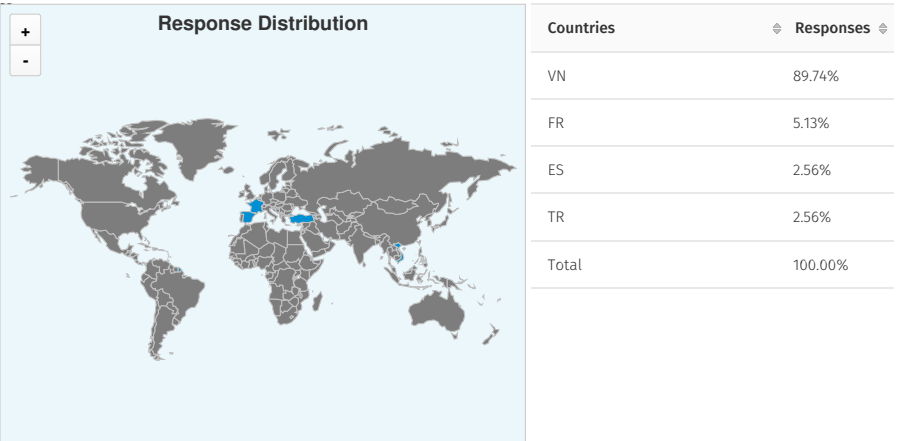 +
-
Response Distribution
Countries Responses
VN 89.74%
FR 5.13%
ES 2.56%
TR 2.56%
Total 100.00%